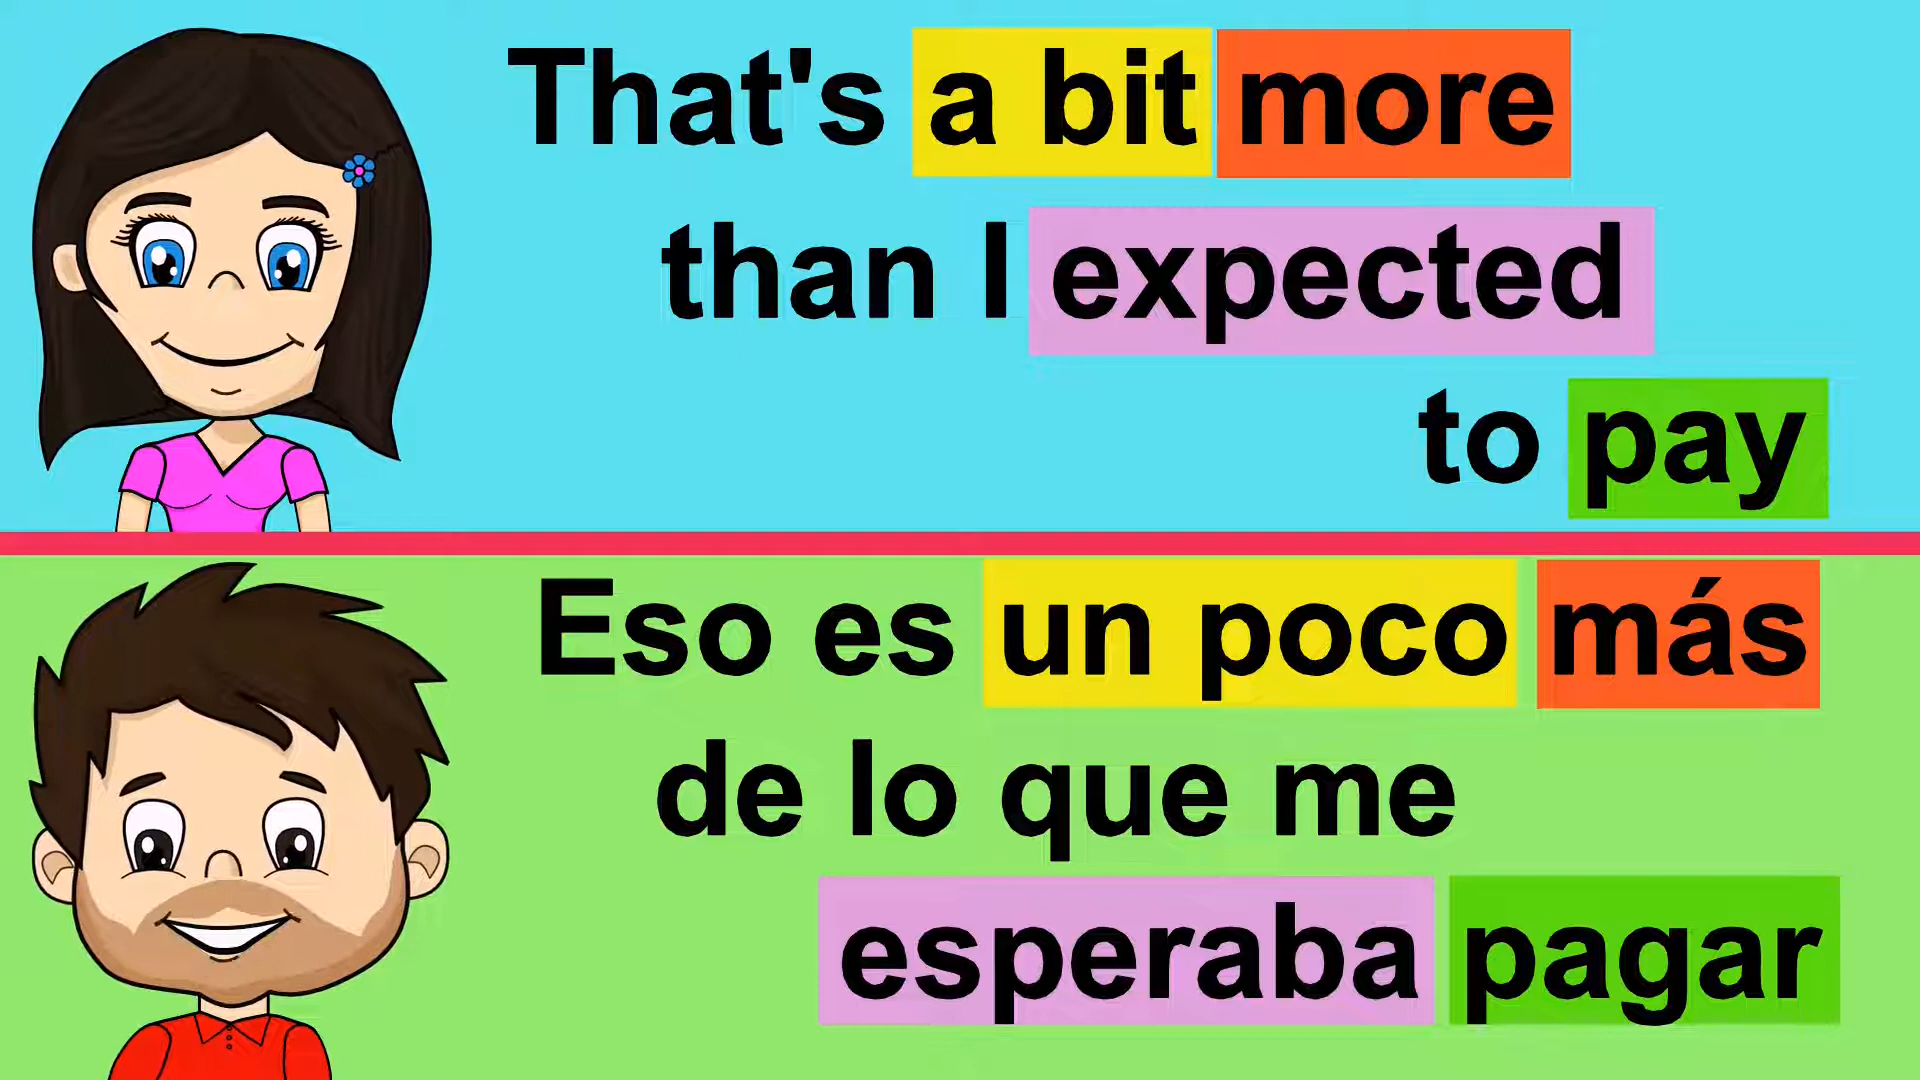 That's a bit more
than I expected
to pay
Eso es un poco más
de lo que me
esperaba pagar